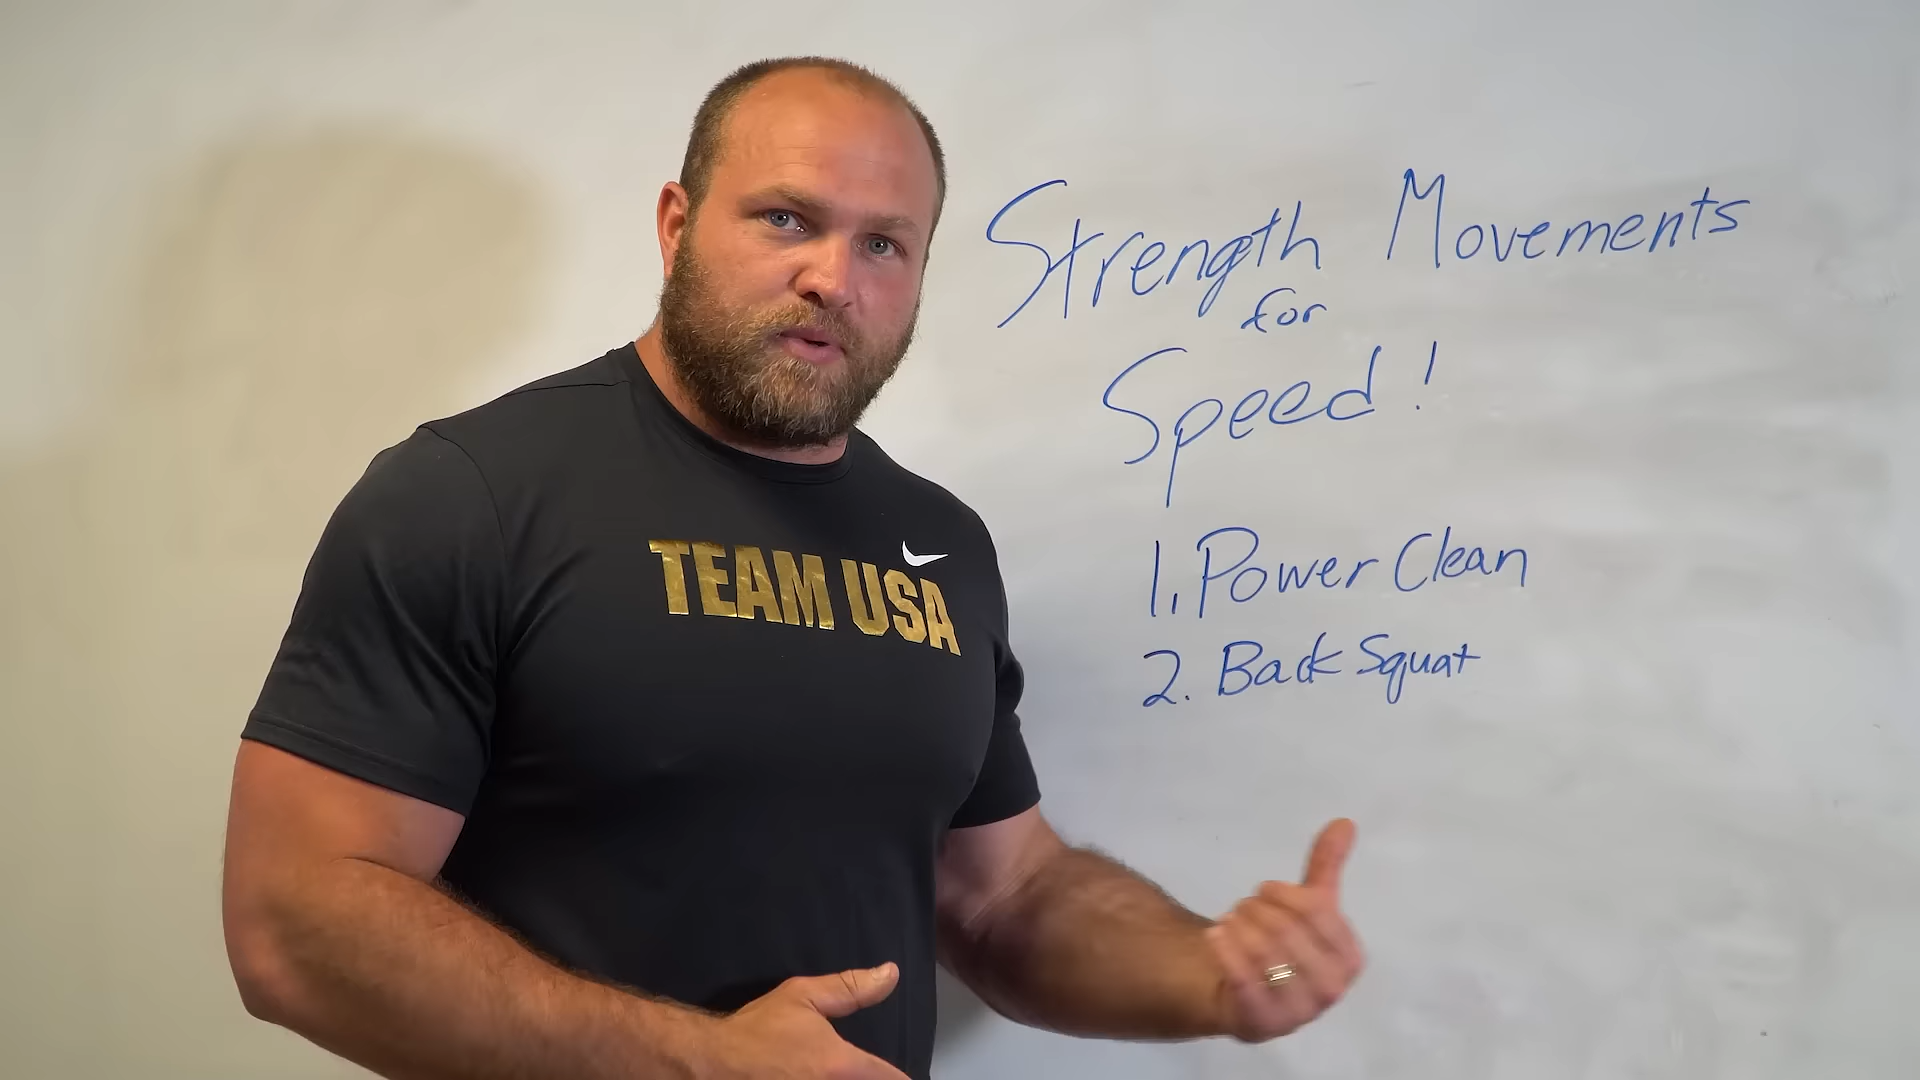 Strength Movements
for
Speed!
1. Power Clean
2. Back Squat
TEAM USA